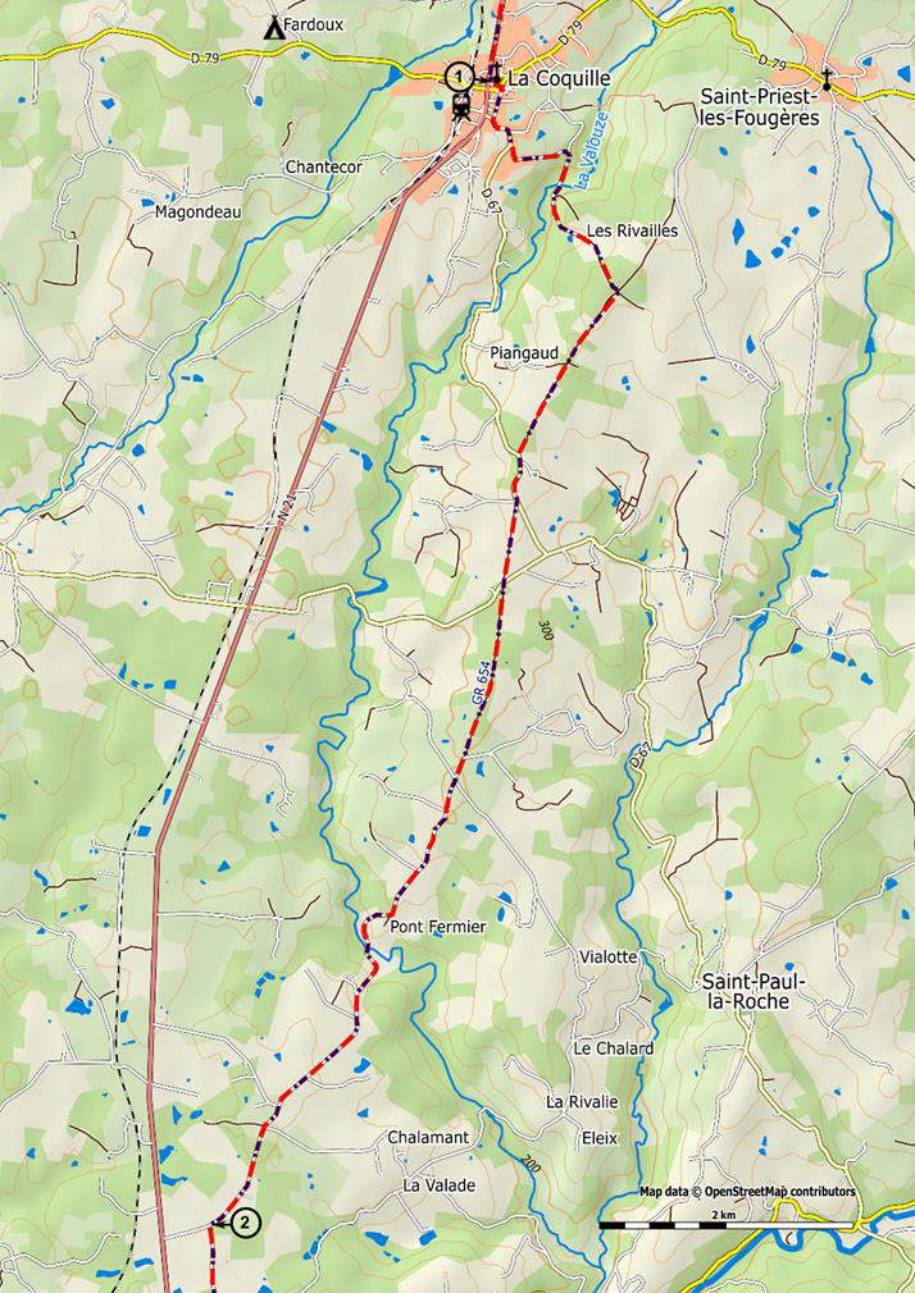 Fardoux
D 79
D 79
D 79
1
La Coquille
Saint-Priest-
les-Fougères
La Valouze
Chantecor
D 67
Magondeau
Les Rivailles
Piangaud
N 21
300
GR 654
D 67
Pont Fermier
Vialotte
Saint-Paul-
la-Roche
Le Chalard
La Rivalie
Chalamant
Eleix
200
La Valade
Map data © OpenStreetMap contributors
2 km
2